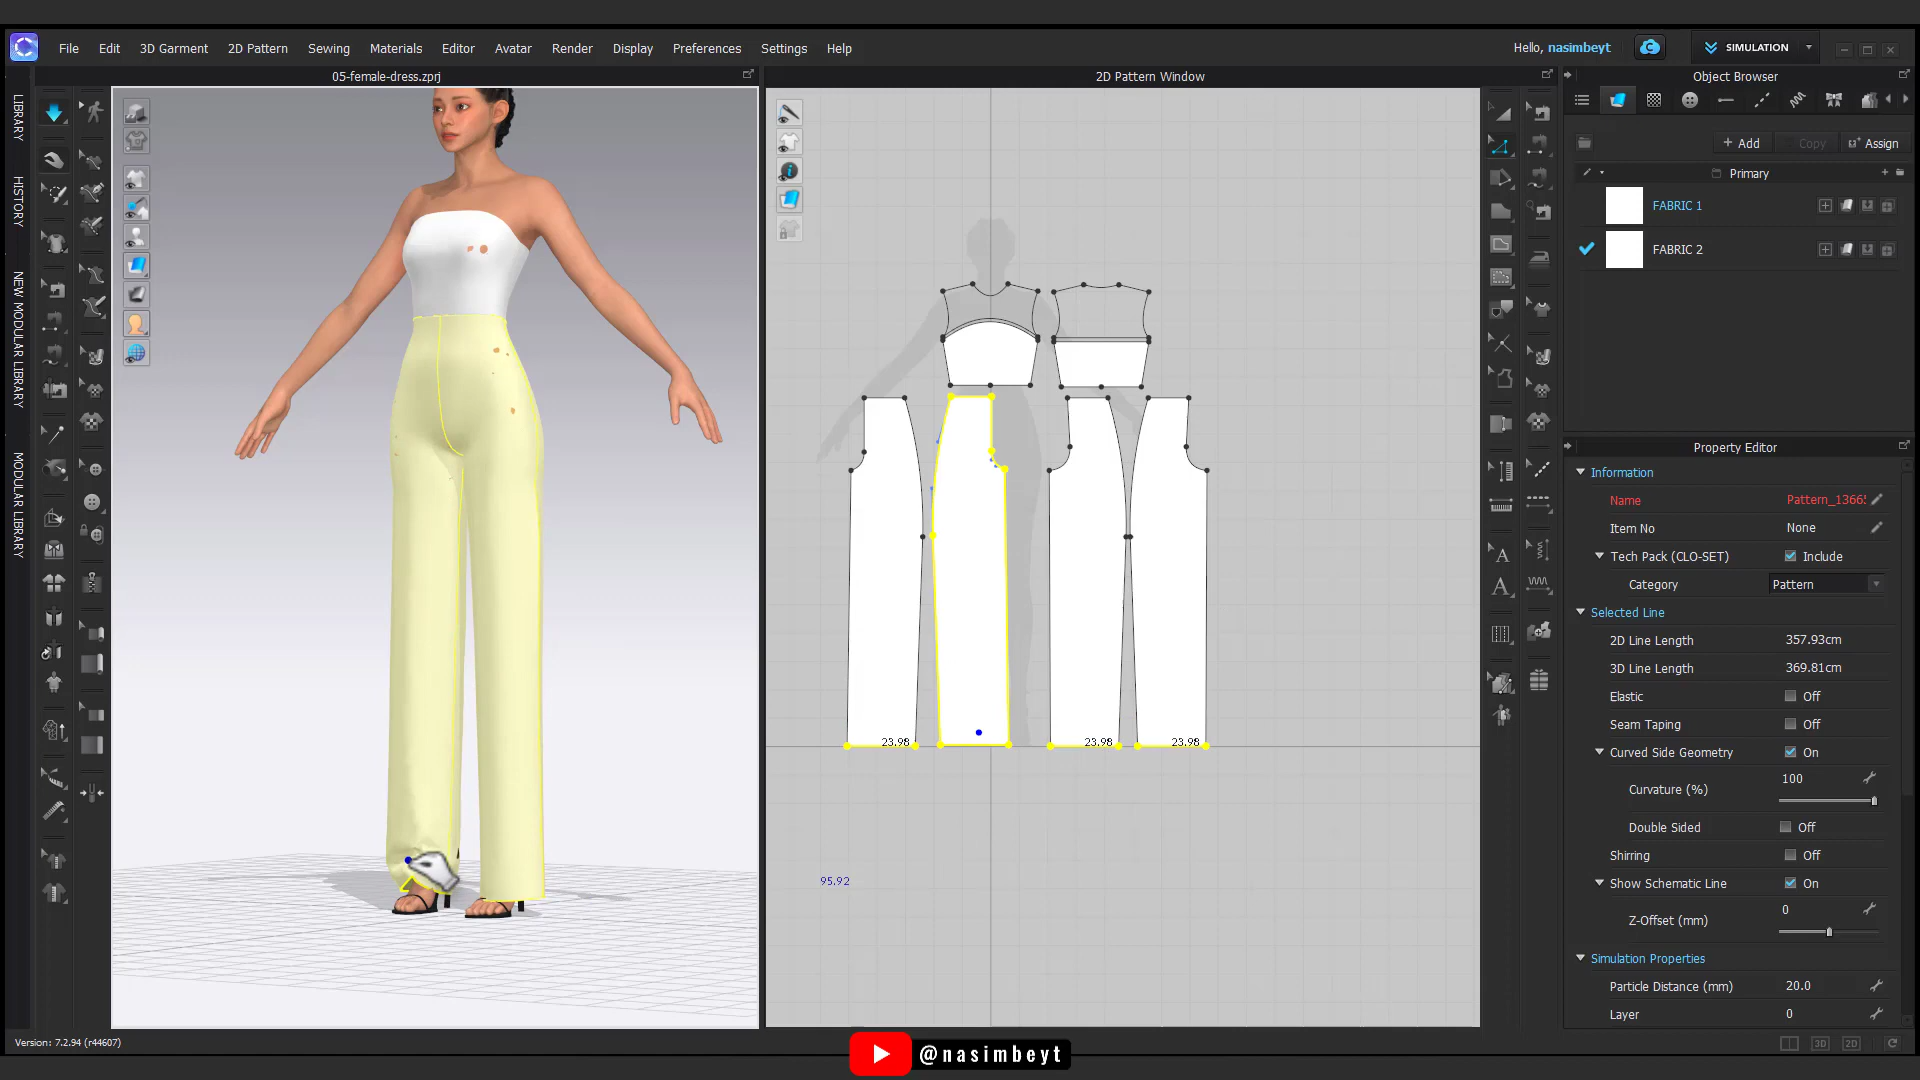 File Edit 3D Garment 2D Pattern Sewing Materials Editor Avatar Render Display Preferences Settings Help
Hello, nasimbeyt
SIMULATION
05-female-dress.zprj
2D Pattern Window
Object Browser
LIBRARY
HISTORY
NEW MODULAR LIBRARY
MODULAR LIBRARY
+ Add
Copy
Assign
Primary
FABRIC 1
FABRIC 2
Property Editor
Information
Name Pattern_1366
Item No None
Tech Pack (CLO-SET) Include
Category Pattern
Selected Line
2D Line Length 357.93cm
3D Line Length 369.81cm
Elastic Off
Seam Taping Off
Curved Side Geometry On
100
Curvature (%)
Double Sided Off
Shirring Off
Show Schematic Line On
0
Z-Offset (mm)
Simulation Properties
Particle Distance (mm) 20.0
Layer 0
23.98 23.98 23.98
95.92
Version: 7.2.94 (r44607)
3D 2D
@nasimbeyt